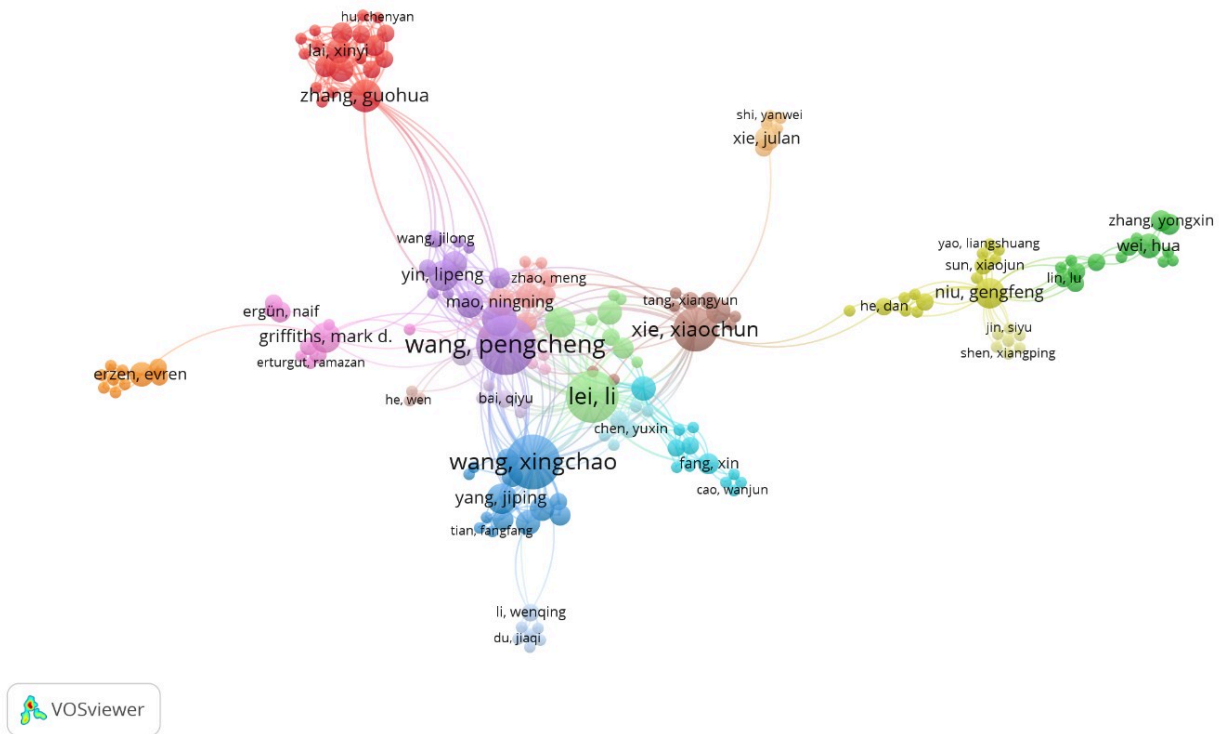 hu, chenyan
lai, xinyi
zhang, guohua
shi, yanwei
xie, julan
zhang, yongxin
wei, hua
yao, liangshuang
wang, jilong
sun, xiaojun
yin, lipeng
zhao, meng
lin, lu
niu, gengfeng
mao, ningning
tang, xiangyun
he, dan
ergün, naif
xie, xiaochun
jin, siyu
griffiths, mark d.
wang, pengcheng
shen, xiangping
erturgut, ramazan
erzen, evren
he, wen
bai, qiyu
lei, li
chen, yuxin
wang, xingchao
fang, xin
cao, wanjun
yang, jiping
tian, fangfang
li, wenqing
du, jiaqi
VOSviewer